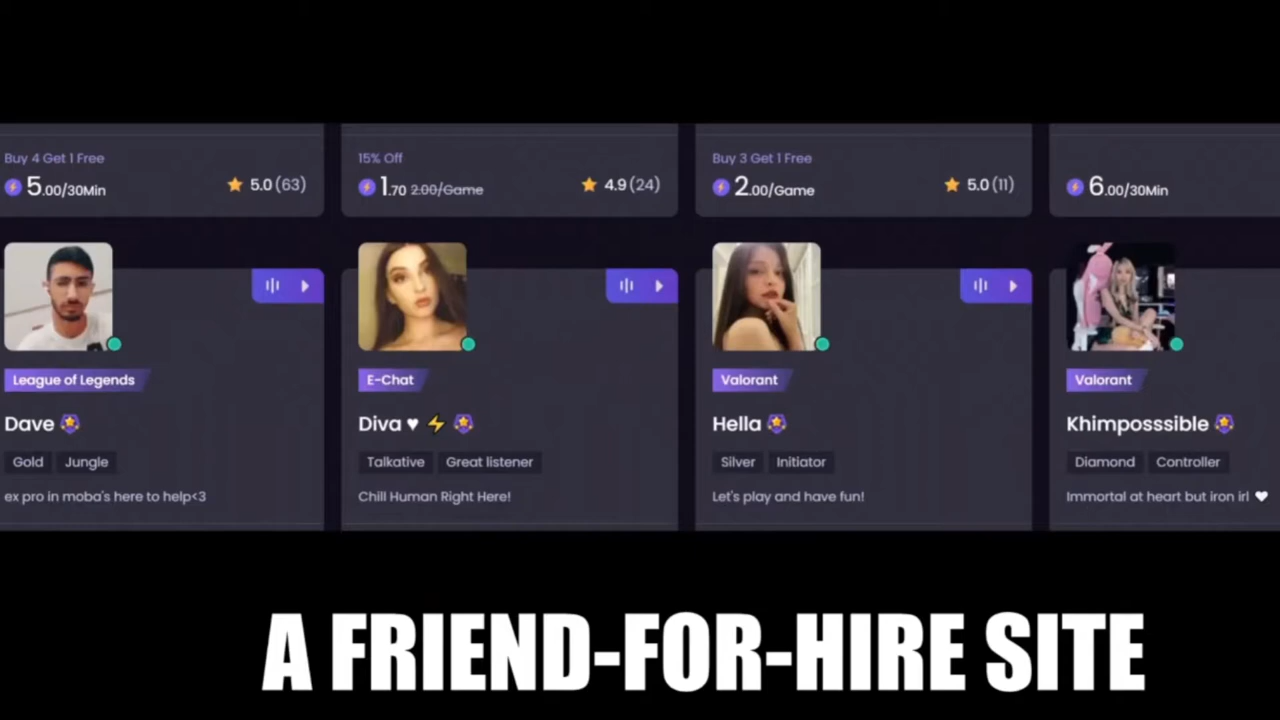 Buy 4 Get 1 Free
5.00/30Min
5.0 (63)
15% Off
1.70 2.00/Game
4.9 (24)
Buy 3 Get 1 Free
2.00/Game
5.0 (11)
6.00/30Min
League of Legends
Dave
Gold
Jungle
ex pro in moba's here to help<3
E-Chat
Diva ♥ ⚡
Talkative
Great listener
Chill Human Right Here!
Valorant
Hella
Silver
Initiator
Let's play and have fun!
Valorant
Khimposssible
Diamond
Controller
Immortal at heart but iron irl 🤍
A FRIEND-FOR-HIRE SITE